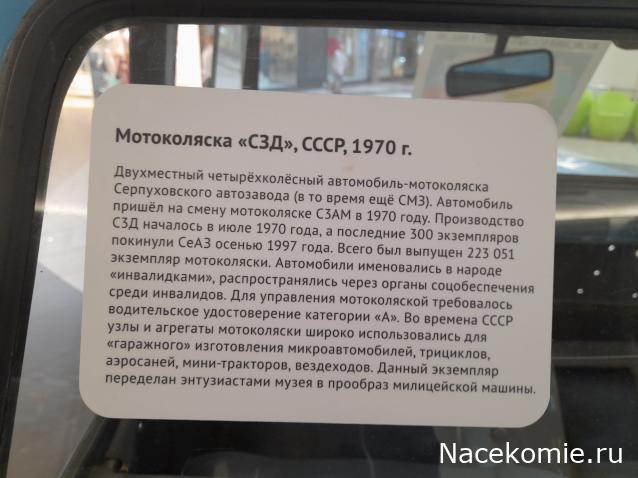 Мотоколяска «СЗД», СССР, 1970 г.
Двухместный четырёхколёсный автомобиль-мотоколяска
Серпуховского автозавода (в то время ещё СМЗ). Автомобиль
пришёл на смену мотоколяске СЗАМ в 1970 году. Производство
СЗД началось в июле 1970 года, а последние 300 экземпляров
покинули СеАЗ осенью 1997 года. Всего был выпущен 223 051
экземпляр мотоколяски. Автомобили именовались в народе
«инвалидками», распространялись через органы соцобеспечения
среди инвалидов. Для управления мотоколяской требовалось
водительское удостоверение категории «А». Во времена СССР
узлы и агрегаты мотоколяски широко использовались для
«гаражного» изготовления микроавтомобилей, трициклов,
аэросаней, мини-тракторов, вездеходов. Данный экземпляр
переделан энтузиастами музея в прообраз милицейской машины.
Nacekomie.ru